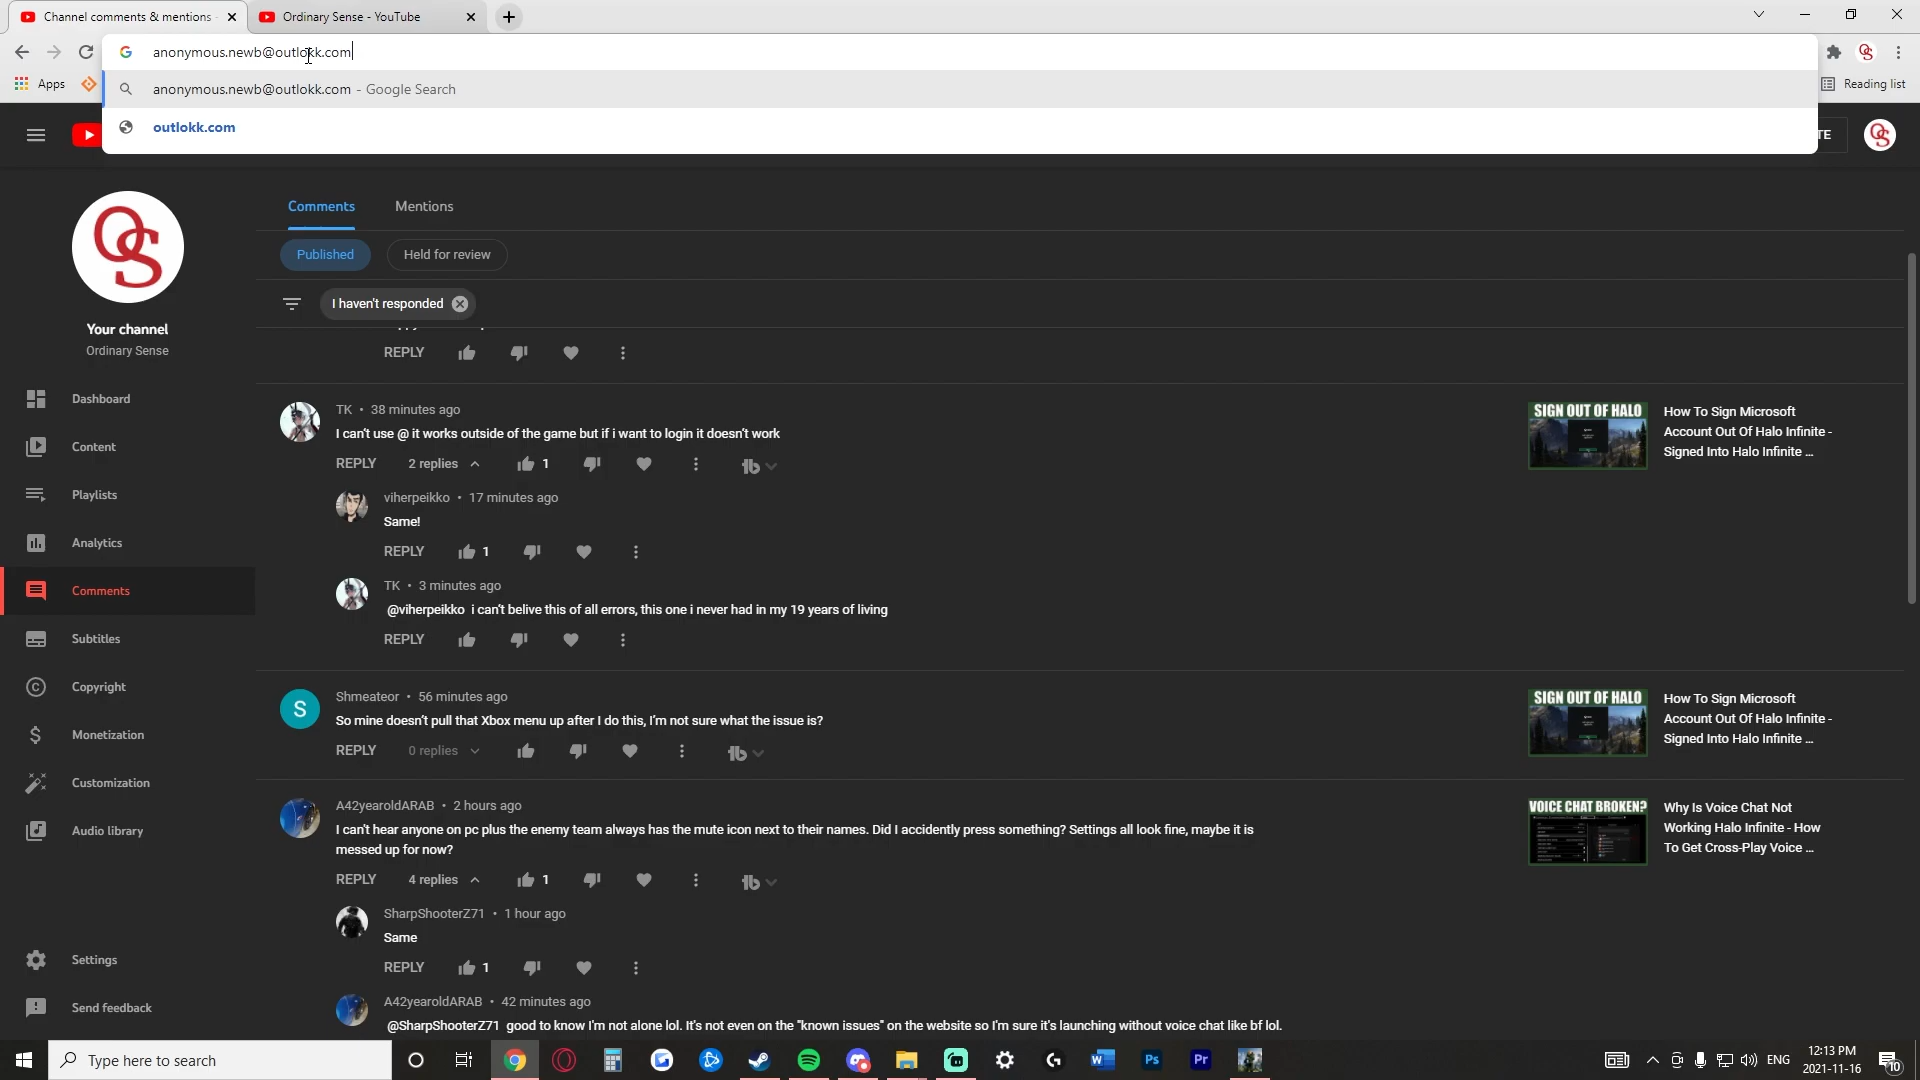 Channel comments & mentions
Ordinary Sense - YouTube
anonymous.newb@outlokk.com
anonymous.newb@outlokk.com - Google Search
outlokk.com
Apps
Reading list
TE
OS
Your channel
Ordinary Sense
Dashboard
Content
Playlists
Analytics
Comments
Subtitles
Copyright
Monetization
Customization
Audio library
Settings
Send feedback
Comments Mentions
Published Held for review
I haven't responded
REPLY
TK • 38 minutes ago
I can't use @ it works outside of the game but if i want to login it doesn't work
REPLY 2 replies 1
SIGN OUT OF HALO
How To Sign Microsoft
Account Out Of Halo Infinite -
Signed Into Halo Infinite ...
viherpeikko • 17 minutes ago
Same!
REPLY 1
TK • 3 minutes ago
@viherpeikko i can't belive this of all errors, this one i never had in my 19 years of living
REPLY
S
Shmeateor • 56 minutes ago
So mine doesn't pull that Xbox menu up after I do this, I'm not sure what the issue is?
REPLY 0 replies
SIGN OUT OF HALO
How To Sign Microsoft
Account Out Of Halo Infinite -
Signed Into Halo Infinite ...
A42yearoldARAB • 2 hours ago
I can't hear anyone on pc plus the enemy team always has the mute icon next to their names. Did I accidently press something? Settings all look fine, maybe it is
messed up for now?
REPLY 4 replies 1
VOICE CHAT BROKEN?
Why Is Voice Chat Not
Working Halo Infinite - How
To Get Cross-Play Voice ...
SharpShooterZ71 • 1 hour ago
Same
REPLY 1
A42yearoldARAB • 42 minutes ago
@SharpShooterZ71 good to know I'm not alone lol. It's not even on the "known issues" on the website so I'm sure it's launching without voice chat like bf lol.
Type here to search
Ps
Pr
ENG
12:13 PM
2021-11-16
10